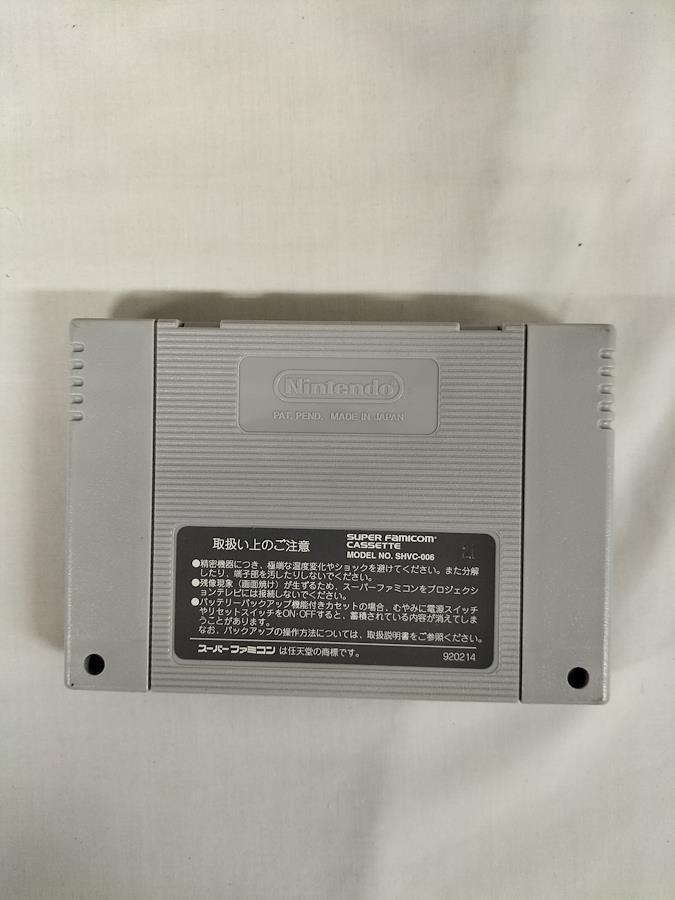 Nintendo
PAT. PEND. MADE IN JAPAN
取扱い上のご注意
SUPER FAMICOM®
CASSETTE
MODEL NO. SHVC-006
●精密機器につき、極端な温度変化やショックを避けてください。また分解
したり、端子部を汚したりしないでください。
●残像現象（画面焼け）が生ずるため、スーパーファミコンをプロジェクシ
ョンテレビには接続しないでください。
●バッテリーバックアップ機能付きカセットの場合、むやみに電源スイッチ
やリセットスイッチをON・OFFすると、蓄積されている内容が消えてしま
うことがあります。
なお、バックアップの操作方法については、取扱説明書をご参照ください。
スーパーファミコン は任天堂の商標です。
920214